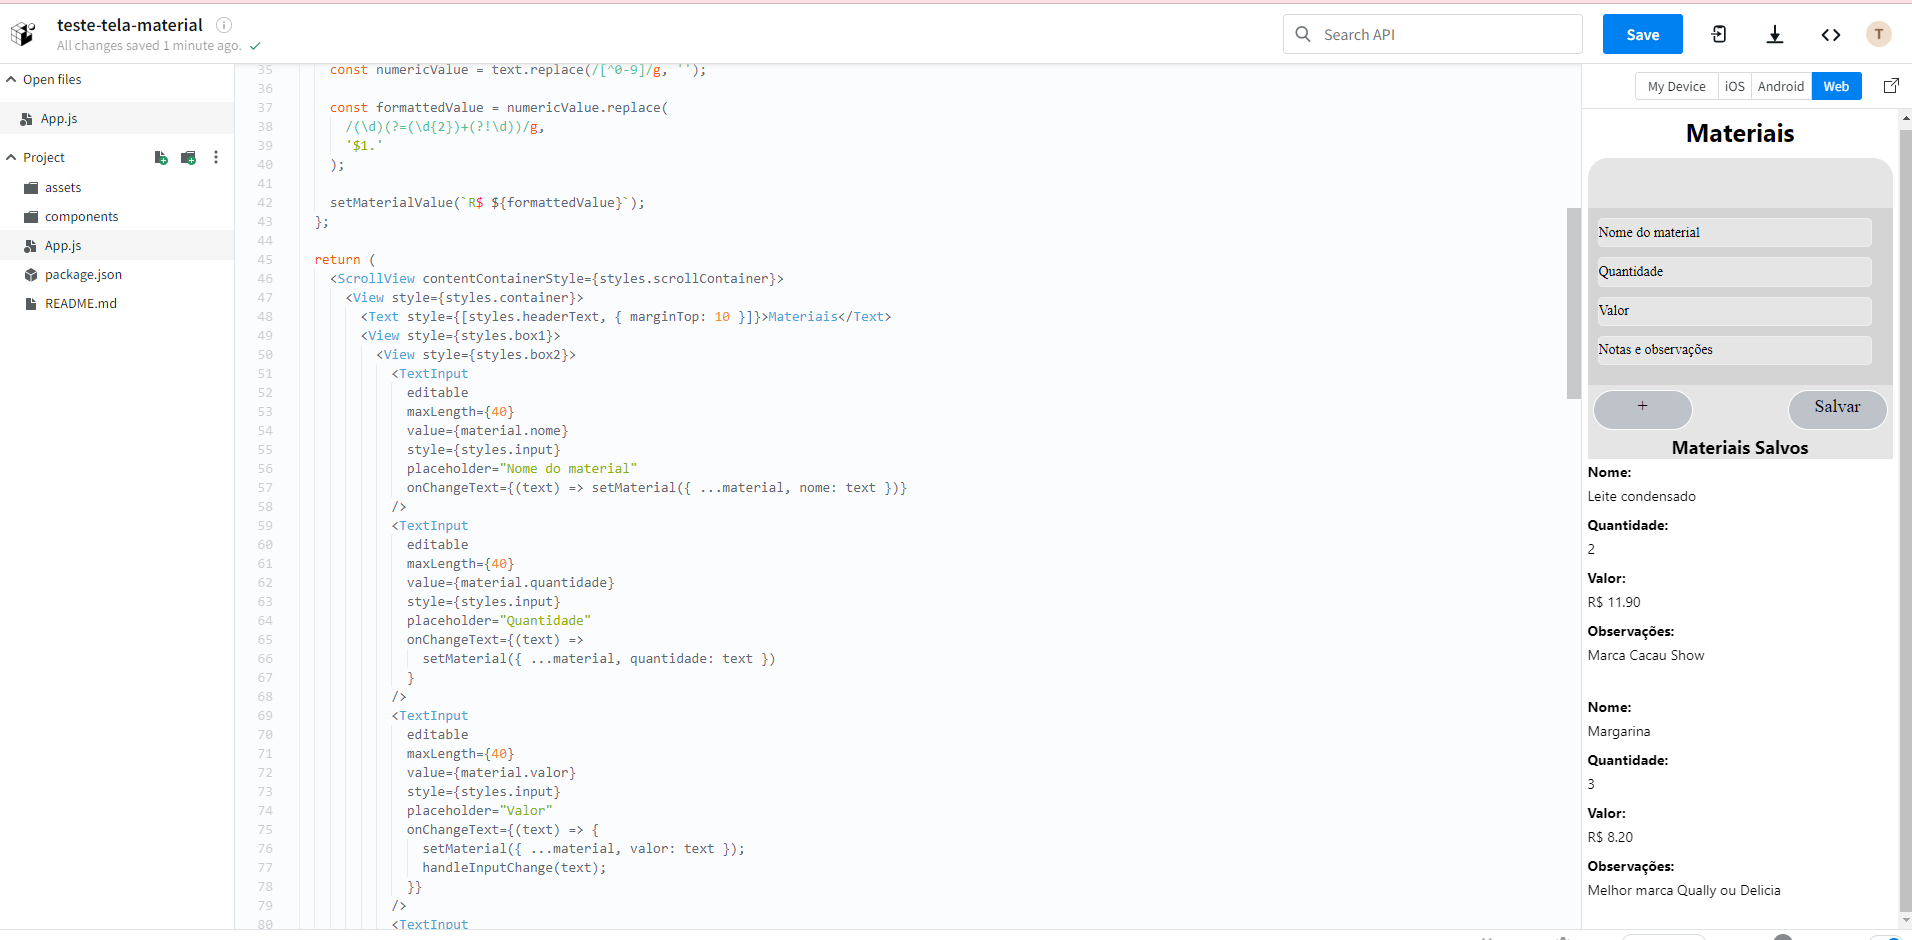 teste-tela-material
All changes saved 1 minute ago.
Search API
Save
T
Open files
App.js
Project
assets
components
App.js
package.json
README.md
35 const numericValue = text.replace(/[^0-9]/g, '');
36
37 const formattedValue = numericValue.replace(
38 /(\d)(?=(\d{2})+(?!\d))/g,
39 '$1.'
40 );
41
42 setMaterialValue(`R$ ${formattedValue}`);
43 };
44
45 return (
46 <ScrollView contentContainerStyle={styles.scrollContainer}>
47 <View style={styles.container}>
48 <Text style={[styles.headerText, { marginTop: 10 }]}>Materiais</Text>
49 <View style={styles.box1}>
50 <View style={styles.box2}>
51 <TextInput
52 editable
53 maxLength={40}
54 value={material.nome}
55 style={styles.input}
56 placeholder="Nome do material"
57 onChangeText={(text) => setMaterial({ ...material, nome: text })}
58 />
59 <TextInput
60 editable
61 maxLength={40}
62 value={material.quantidade}
63 style={styles.input}
64 placeholder="Quantidade"
65 onChangeText={(text) =>
66 setMaterial({ ...material, quantidade: text })
67 }
68 />
69 <TextInput
70 editable
71 maxLength={40}
72 value={material.valor}
73 style={styles.input}
74 placeholder="Valor"
75 onChangeText={(text) => {
76 setMaterial({ ...material, valor: text });
77 handleInputChange(text);
78 }}
79 />
80 <TextInput
My Device iOS Android Web
Materiais
Nome do material
Quantidade
Valor
Notas e observações
+ Salvar
Materiais Salvos
Nome:
Leite condensado
Quantidade:
2
Valor:
R$ 11.90
Observações:
Marca Cacau Show
Nome:
Margarina
Quantidade:
3
Valor:
R$ 8.20
Observações:
Melhor marca Qually ou Delicia